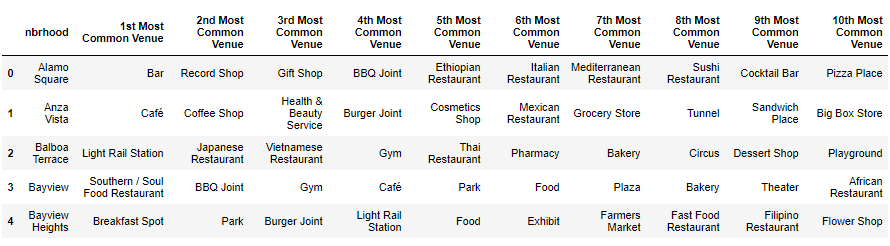 nbrhood 1st Most Common Venue 2nd Most Common Venue 3rd Most Common Venue 4th Most Common Venue 5th Most Common Venue 6th Most Common Venue 7th Most Common Venue 8th Most Common Venue 9th Most Common Venue 10th Most Common Venue
0 Alamo Square Bar Record Shop Gift Shop BBQ Joint Ethiopian Restaurant Italian Restaurant Mediterranean Restaurant Sushi Restaurant Cocktail Bar Pizza Place
1 Anza Vista Café Coffee Shop Health & Beauty Service Burger Joint Cosmetics Shop Mexican Restaurant Grocery Store Tunnel Sandwich Place Big Box Store
2 Balboa Terrace Light Rail Station Japanese Restaurant Vietnamese Restaurant Gym Thai Restaurant Pharmacy Bakery Circus Dessert Shop Playground
3 Bayview Southern / Soul Food Restaurant BBQ Joint Gym Café Park Food Plaza Bakery Theater African Restaurant
4 Bayview Heights Breakfast Spot Park Burger Joint Light Rail Station Food Exhibit Farmers Market Fast Food Restaurant Filipino Restaurant Flower Shop